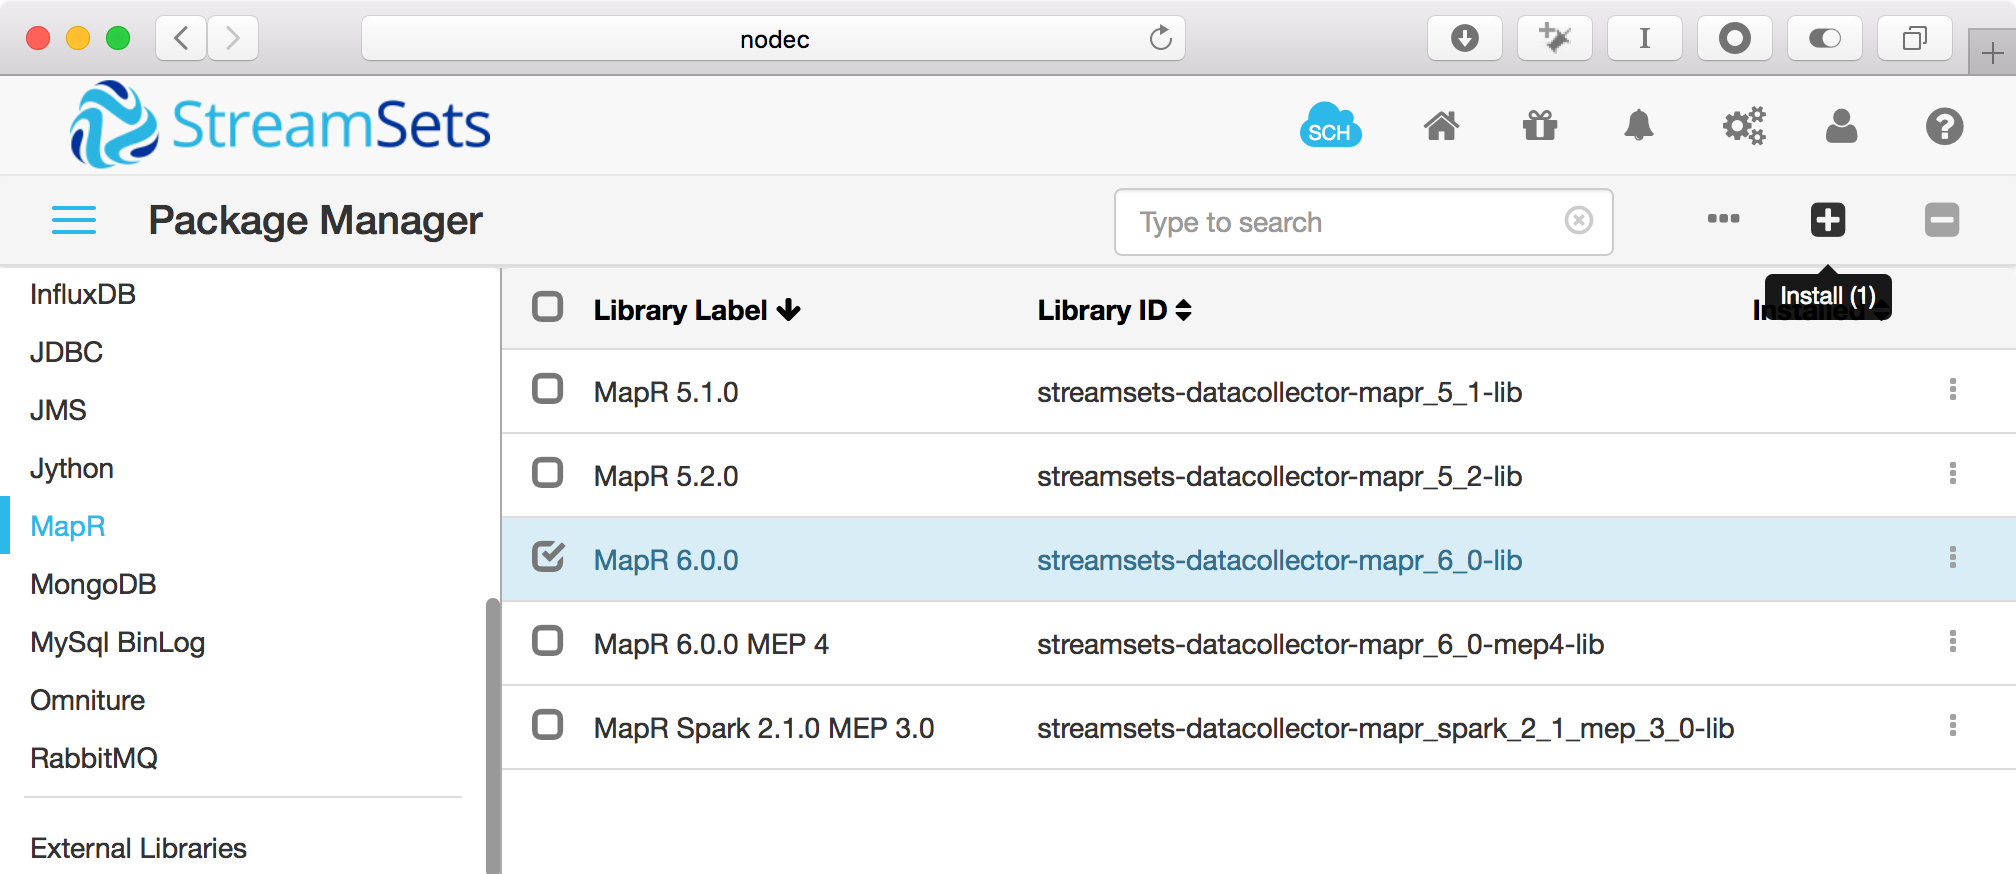 nodec
StreamSets
SCH
Package Manager
Type to search
Install (1)
InfluxDB
JDBC
JMS
Jython
MapR
MongoDB
MySql BinLog
Omniture
RabbitMQ
External Libraries
Library Label Library ID Installed
MapR 5.1.0 streamsets-datacollector-mapr_5_1-lib
MapR 5.2.0 streamsets-datacollector-mapr_5_2-lib
MapR 6.0.0 streamsets-datacollector-mapr_6_0-lib
MapR 6.0.0 MEP 4 streamsets-datacollector-mapr_6_0-mep4-lib
MapR Spark 2.1.0 MEP 3.0 streamsets-datacollector-mapr_spark_2_1_mep_3_0-lib